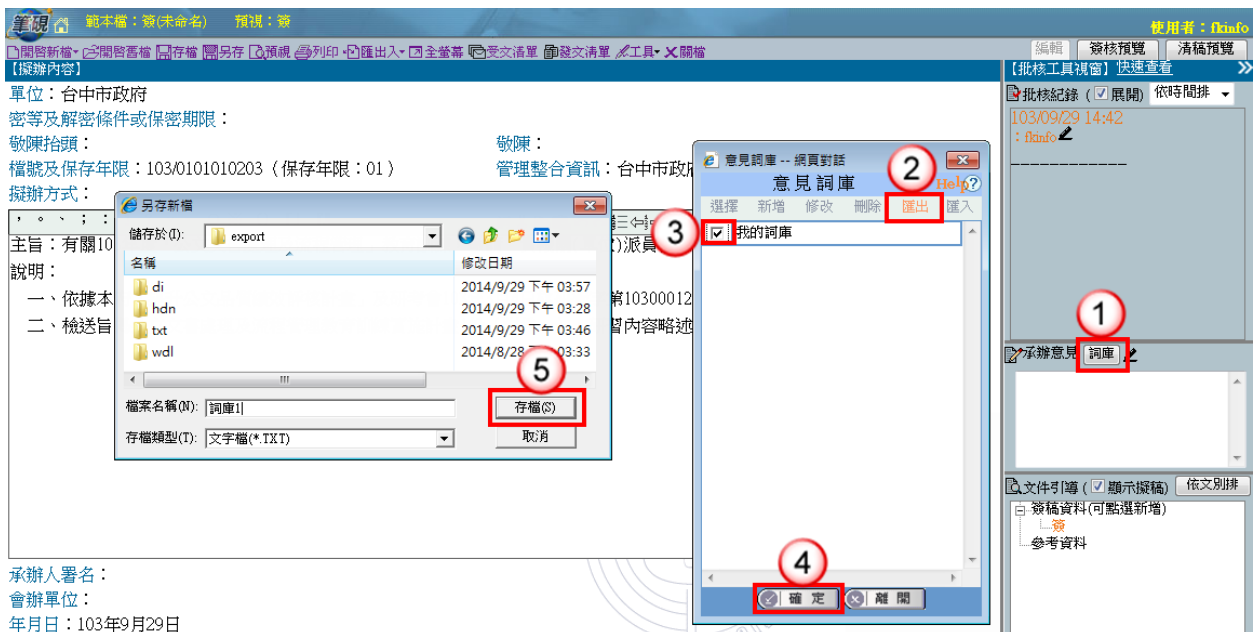 筆硯 範本檔：簽(未命名) 預視：簽
使用者：fkinfo
開啟新檔 開啟舊檔 存檔 另存 預視 列印 匯出入 全螢幕 受文清單 發文清單 工具 關檔
編輯 簽核預覽 清稿預覽
【擬辦內容】
單位：台中市政府
密等及解密條件或保密期限：
敬陳抬頭： 敬陳：
檔號及保存年限：103/0101010203（保存年限：01） 管理整合資訊：台中市政府
擬辦方式：
，。、；：
主旨：有關10 )派員
說明：
一、依據本 第10300012
二、檢送旨 習內容略述
承辦人署名：
會辦單位：
年月日：103年9月29日
另存新檔
儲存於(I): export
名稱 修改日期
di 2014/9/29 下午 03:57
hdn 2014/9/29 下午 03:28
txt 2014/9/29 下午 03:46
wdl 2014/8/28 03:33
5
檔案名稱(N): 詞庫1 存檔(S)
存檔類型(T): 文字檔(*.TXT) 取消
意見詞庫 -- 網頁對話
2
意見詞庫 Help?
選擇 新增 修改 刪除 匯出 匯入
3
我的詞庫
4
確定 離開
【批核工具視窗】快速查看 »
批核紀錄 (展開) 依時間排
103/09/29 14:42
: fkinfo
---------------
1
承辦意見 詞庫
文件引導 (顯示擬稿) 依文別排
簽稿資料(可點選新增)
簽
參考資料